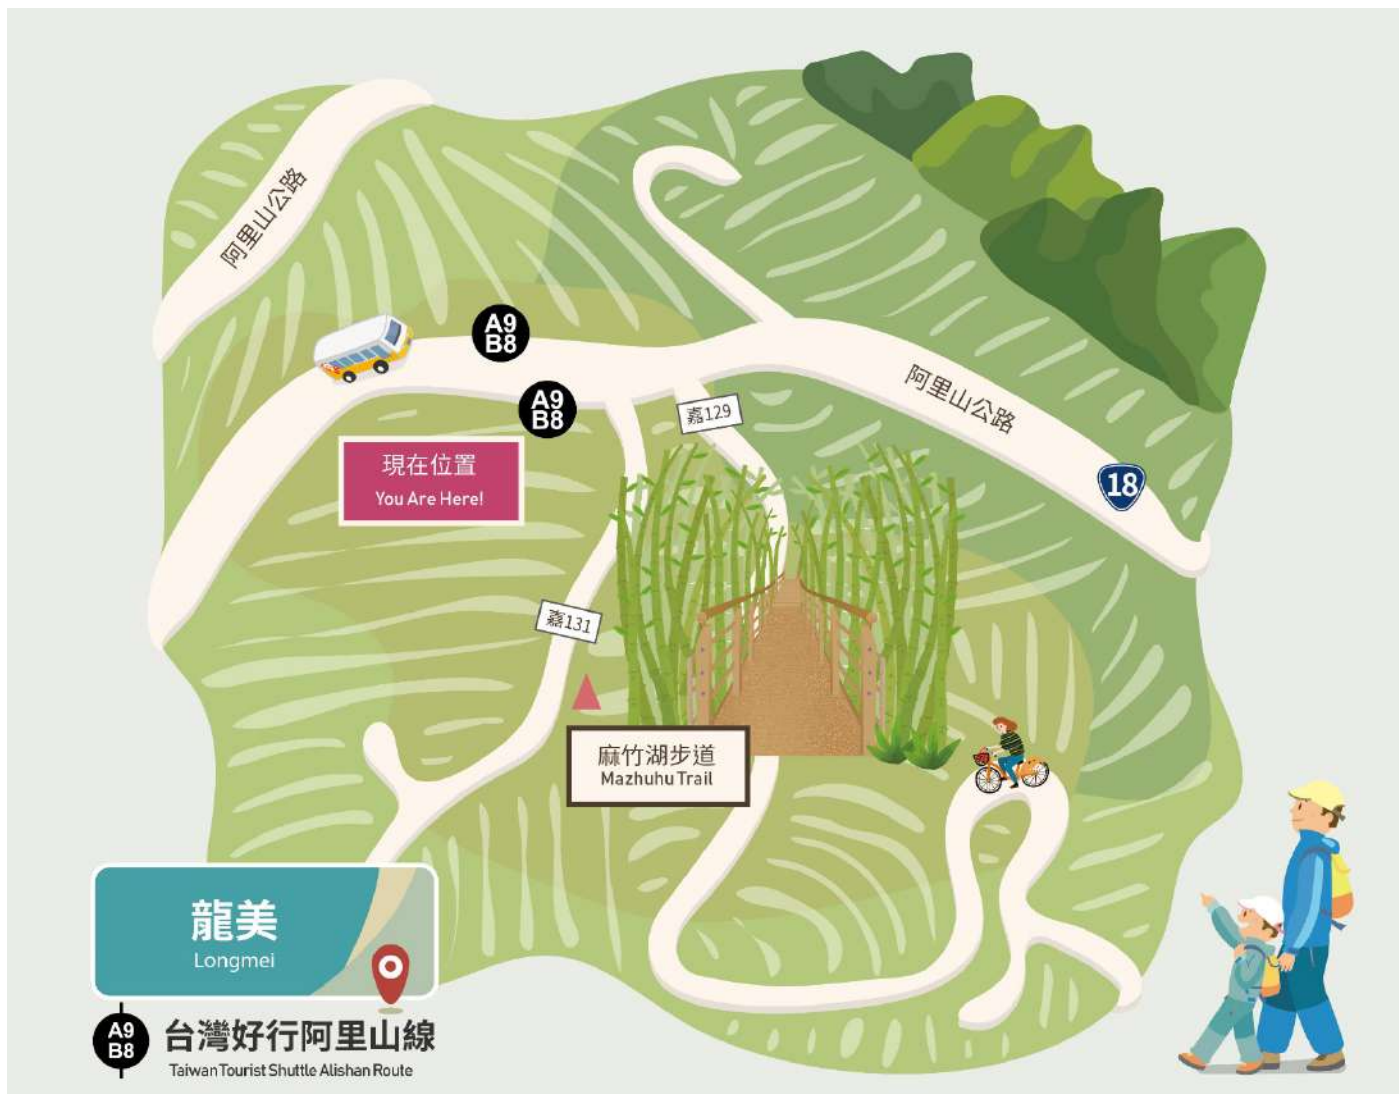 阿里山公路
A9
B8
A9
B8
阿里山公路
嘉129
現在位置
You Are Here!
18
嘉131
麻竹湖步道
Mazhuhu Trail
龍美
Longmei
A9
B8
台灣好行阿里山線
Taiwan Tourist Shuttle Alishan Route